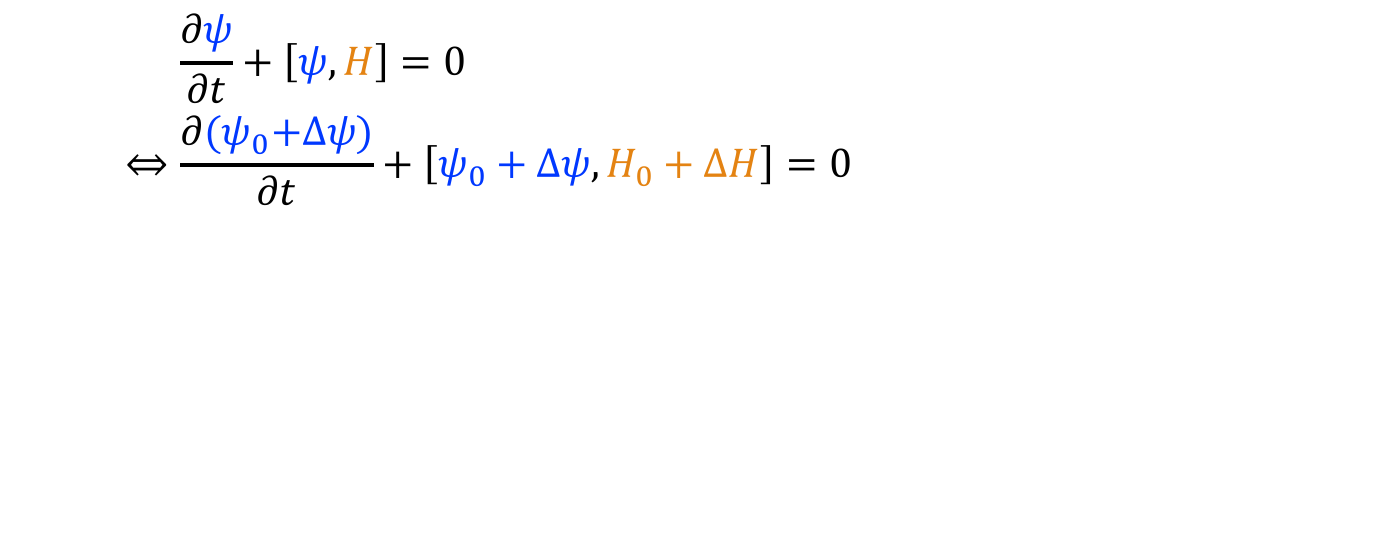 ∂ψ/∂t + [ψ, H] = 0
⇔ ∂(ψ₀+Δψ)/∂t + [ψ₀ + Δψ, H₀ + ΔH] = 0